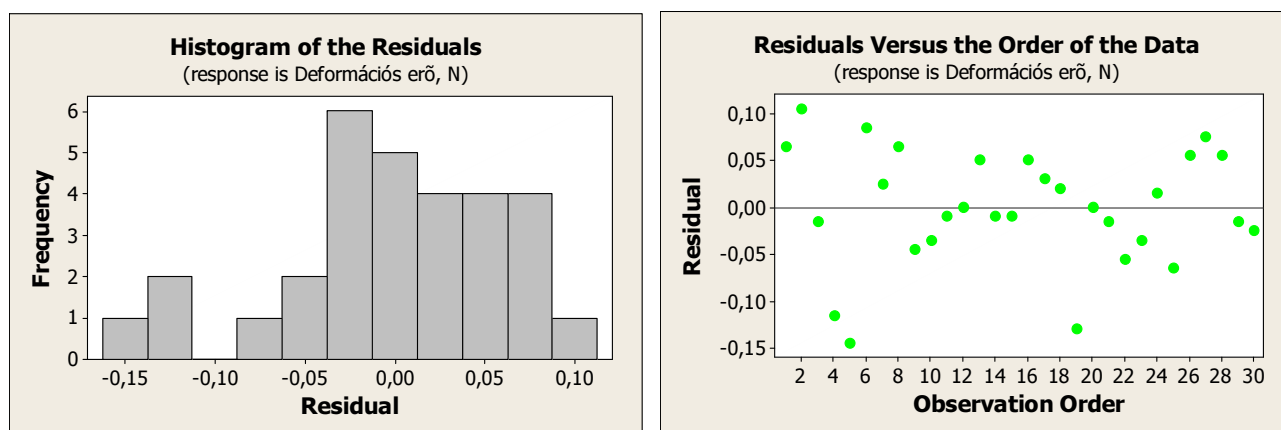 Histogram of the Residuals
(response is Deformációs erõ, N)
Frequency
6
5
4
3
2
1
0
-0,15 -0,10 -0,05 0,00 0,05 0,10
Residual
Residuals Versus the Order of the Data
(response is Deformációs erõ, N)
Residual
0,10
0,05
0,00
-0,05
-0,10
-0,15
2 4 6 8 10 12 14 16 18 20 22 24 26 28 30
Observation Order